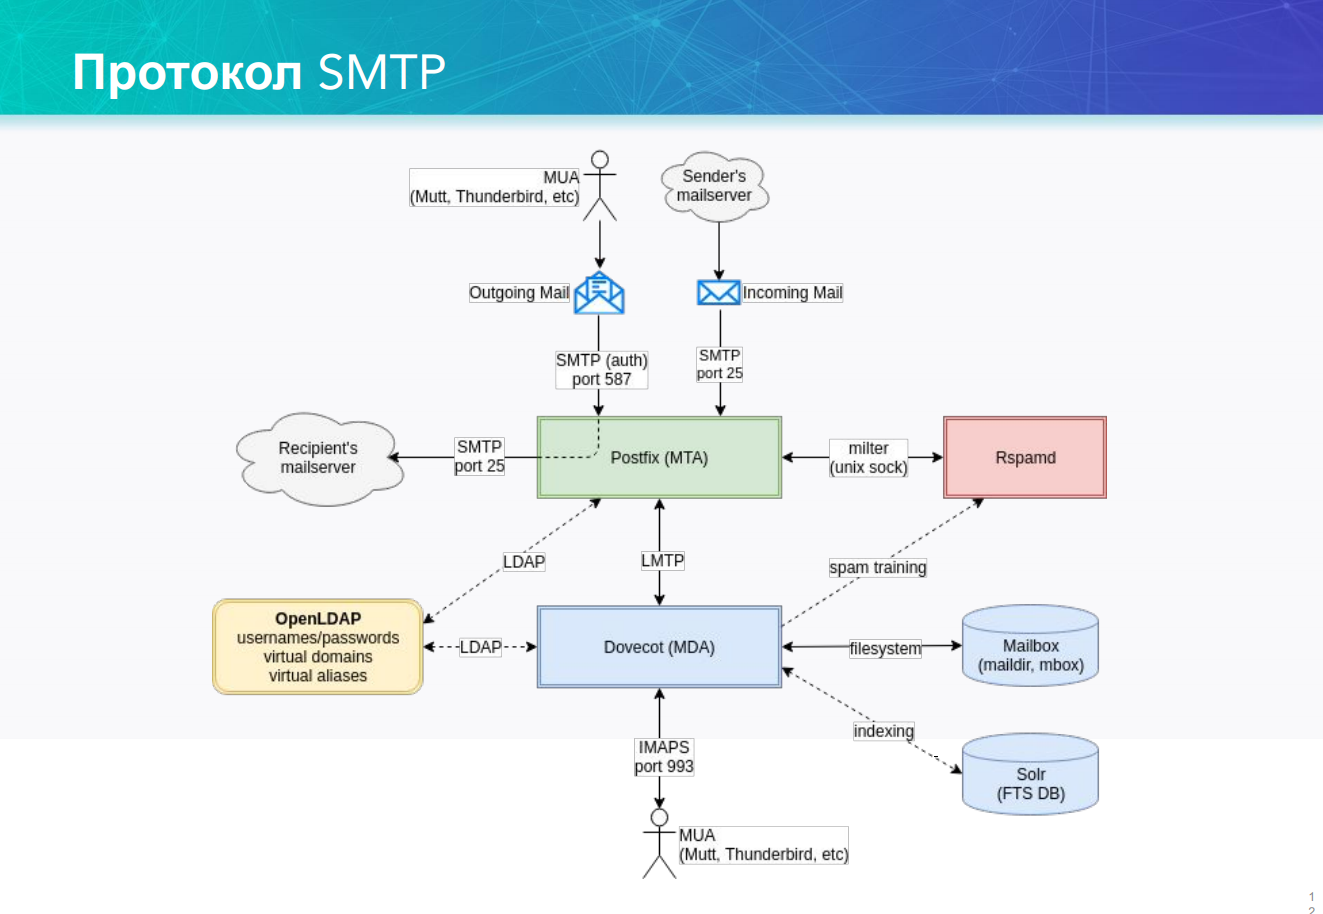 Протокол SMTP
MUA
(Mutt, Thunderbird, etc)
Sender's
mailserver
Outgoing Mail
Incoming Mail
SMTP (auth)
port 587
SMTP
port 25
Recipient's
mailserver
SMTP
port 25
Postfix (MTA)
milter
(unix sock)
Rspamd
LDAP
LMTP
spam training
OpenLDAP
usernames/passwords
virtual domains
virtual aliases
LDAP
Dovecot (MDA)
filesystem
Mailbox
(maildir, mbox)
indexing
Solr
(FTS DB)
IMAPS
port 993
MUA
(Mutt, Thunderbird, etc)
1
2